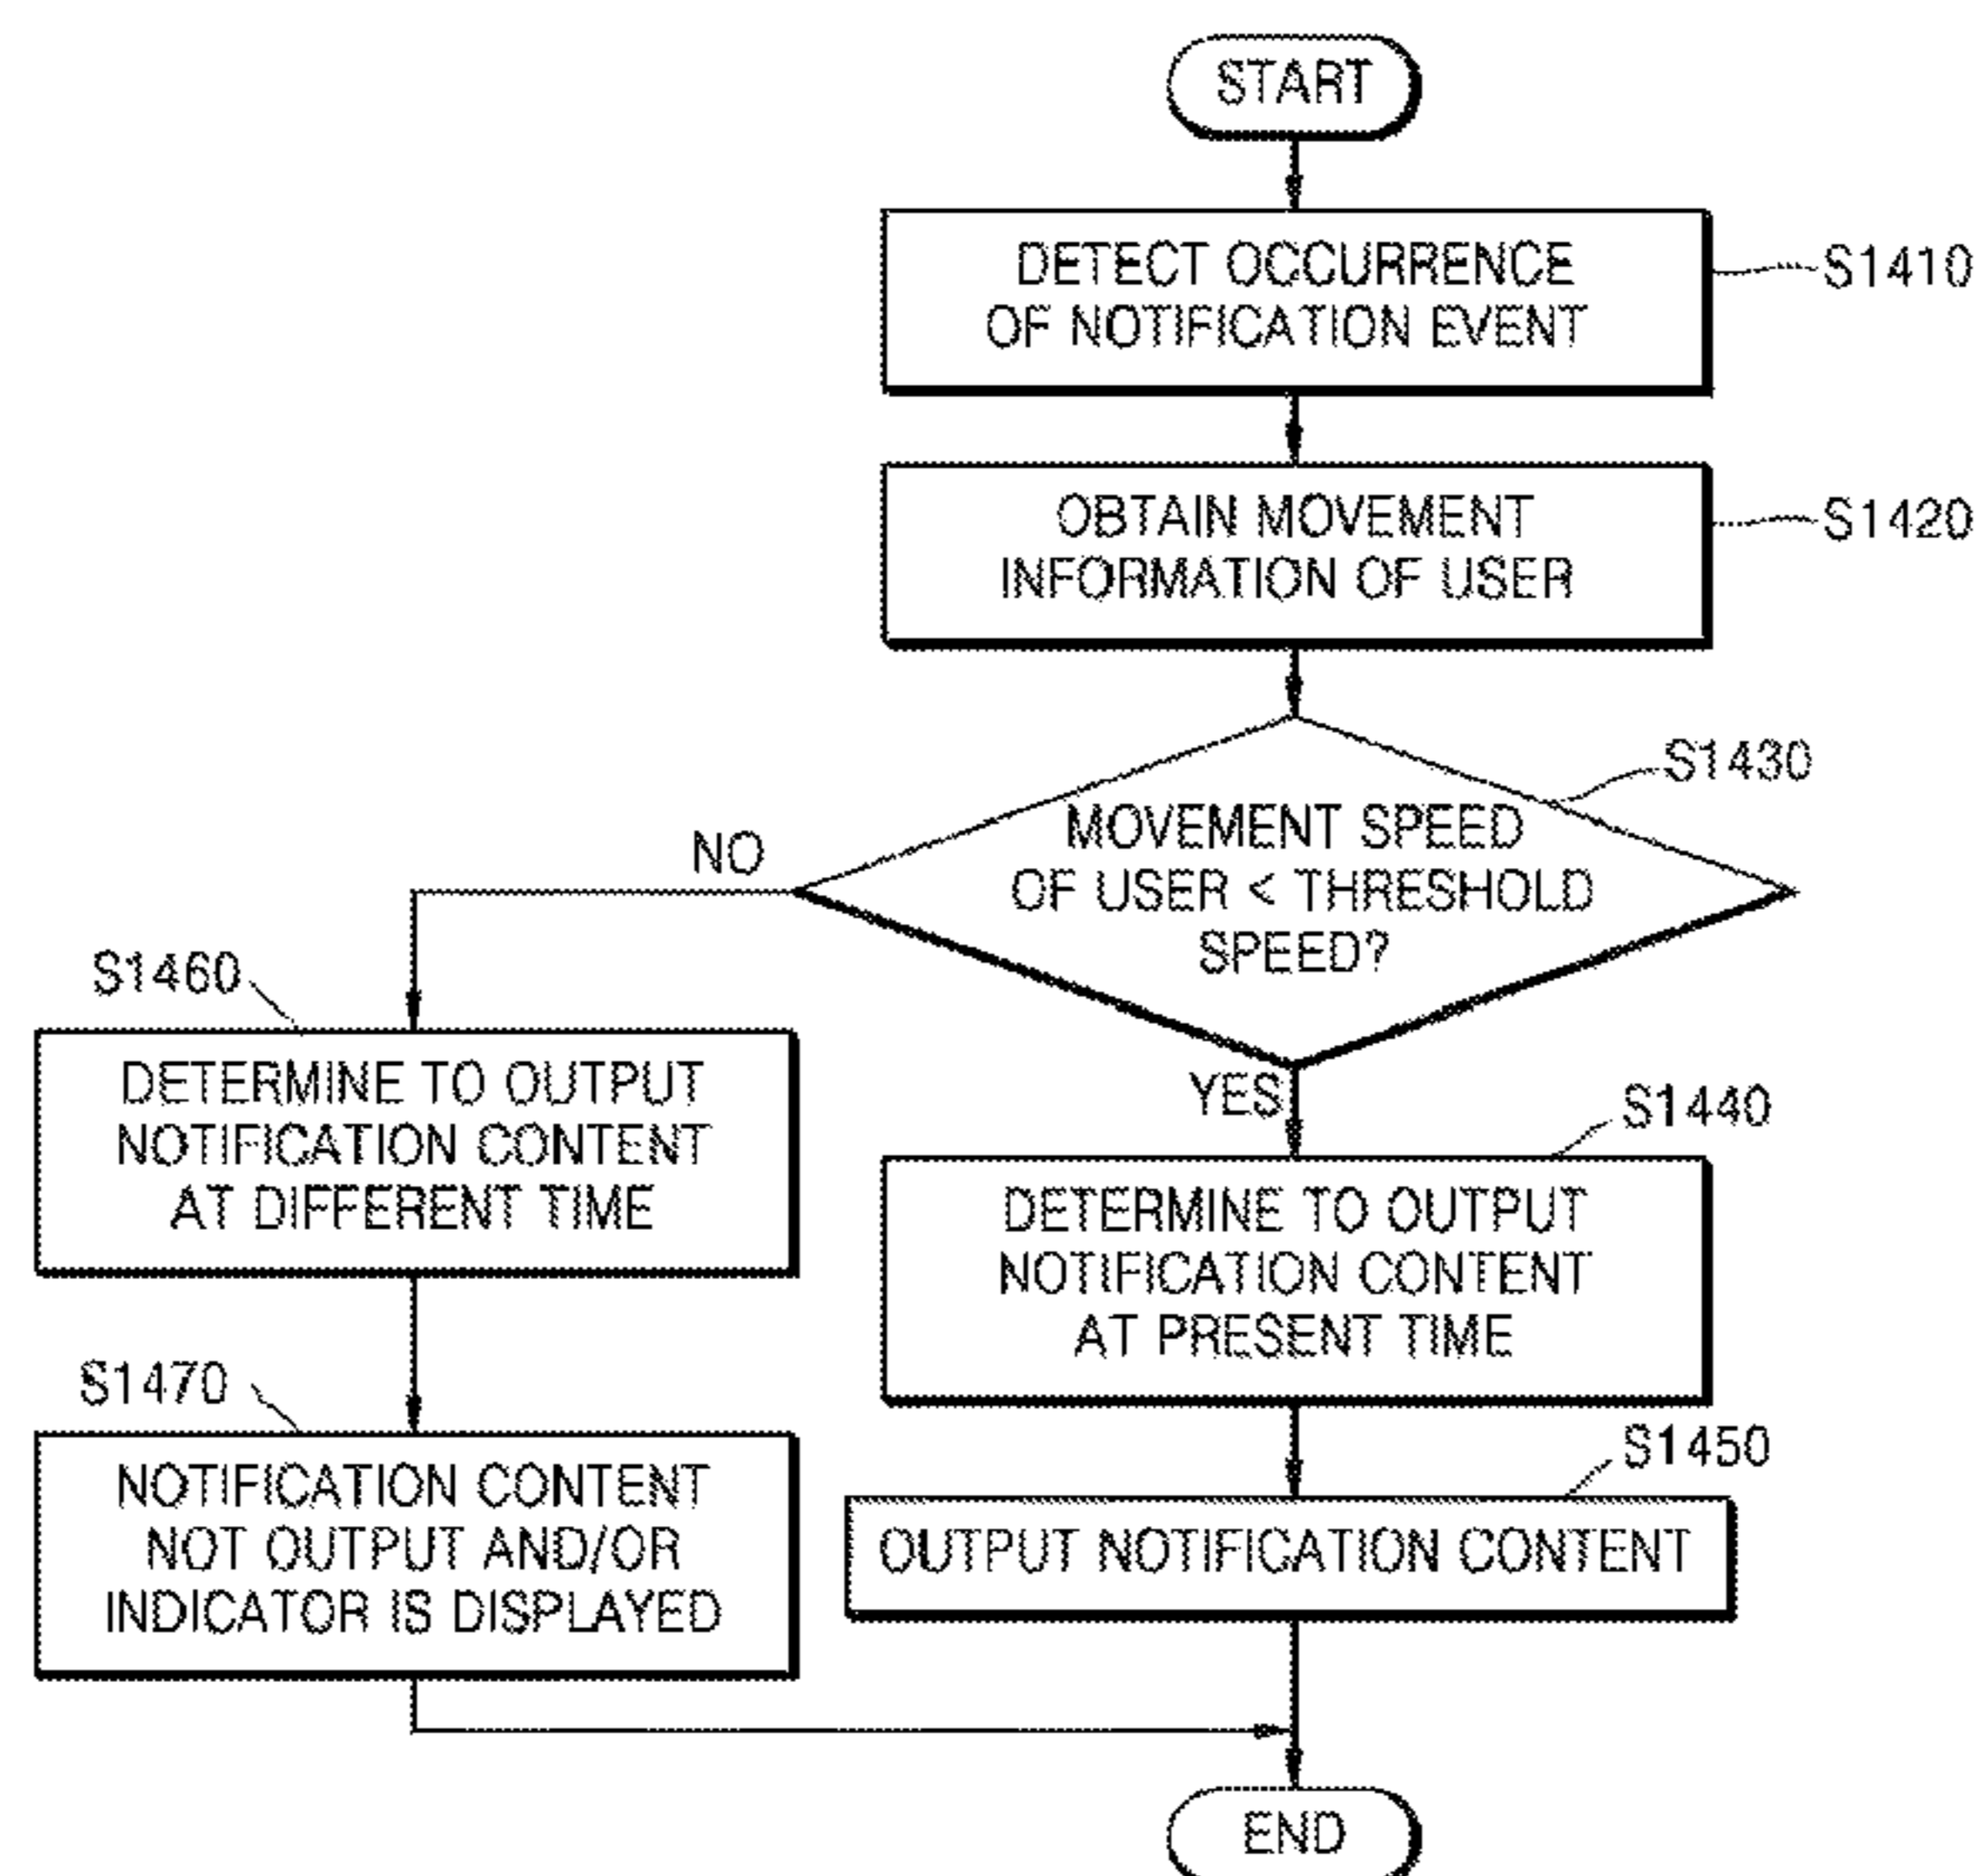 START
DETECT OCCURRENCE
OF NOTIFICATION EVENT
S1410
OBTAIN MOVEMENT
INFORMATION OF USER
S1420
S1430
MOVEMENT SPEED
OF USER < THRESHOLD
SPEED?
NO
YES
S1460
DETERMINE TO OUTPUT
NOTIFICATION CONTENT
AT DIFFERENT TIME
S1440
DETERMINE TO OUTPUT
NOTIFICATION CONTENT
AT PRESENT TIME
S1470
NOTIFICATION CONTENT
NOT OUTPUT AND/OR
INDICATOR IS DISPLAYED
S1450
OUTPUT NOTIFICATION CONTENT
END